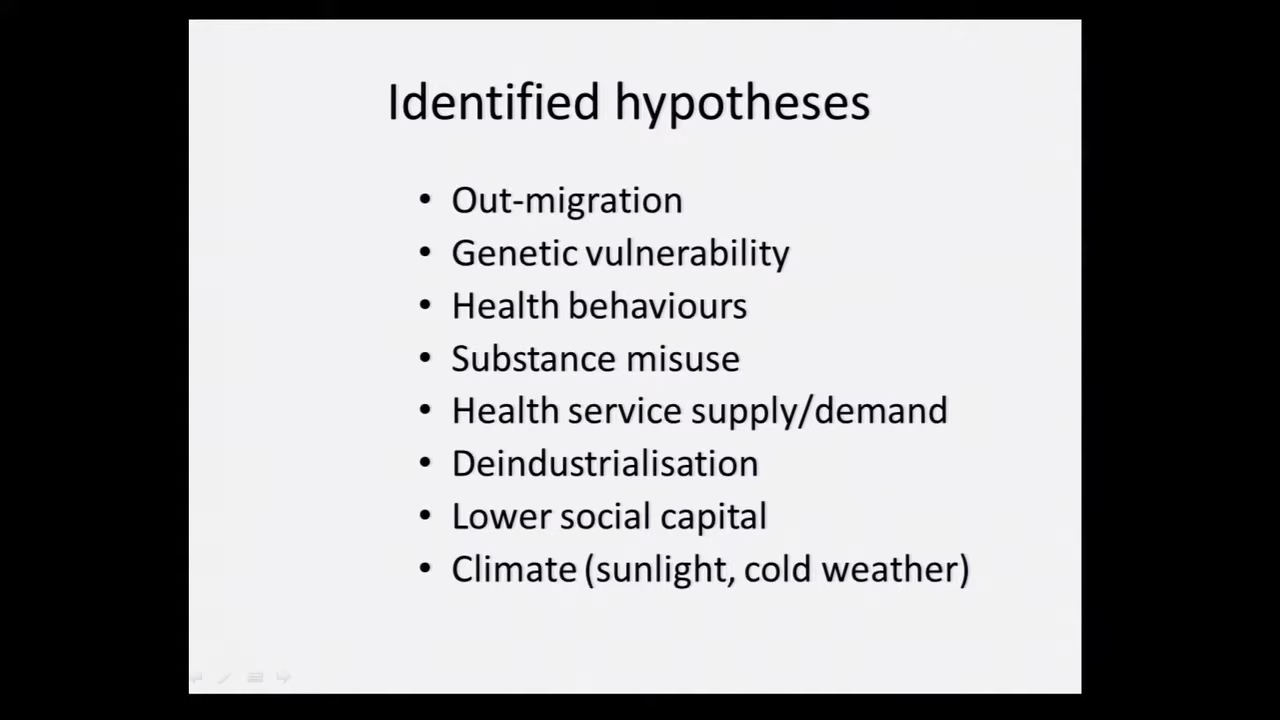 Identified hypotheses
• Out-migration
• Genetic vulnerability
• Health behaviours
• Substance misuse
• Health service supply/demand
• Deindustrialisation
• Lower social capital
• Climate (sunlight, cold weather)